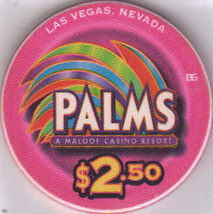 LAS VEGAS, NEVADA
B6
PALMS
A MALOOF CASINO RESORT
$2.50